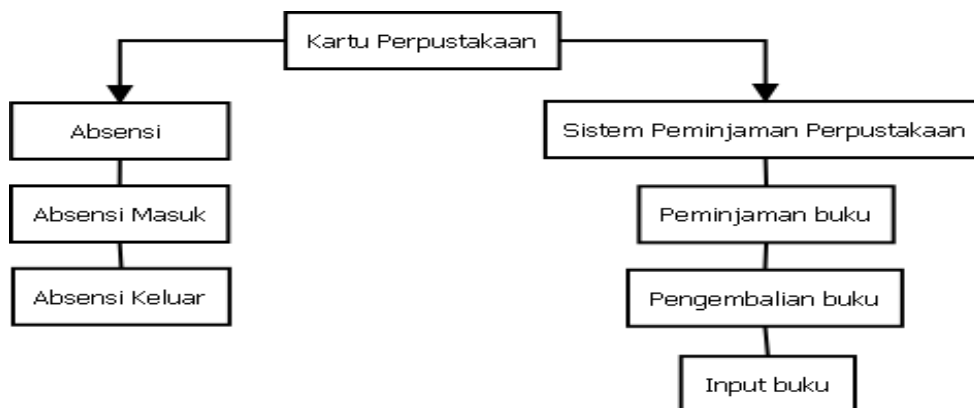 Kartu Perpustakaan
Absensi
Sistem Peminjaman Perpustakaan
Absensi Masuk
Peminjaman buku
Absensi Keluar
Pengembalian buku
Input buku